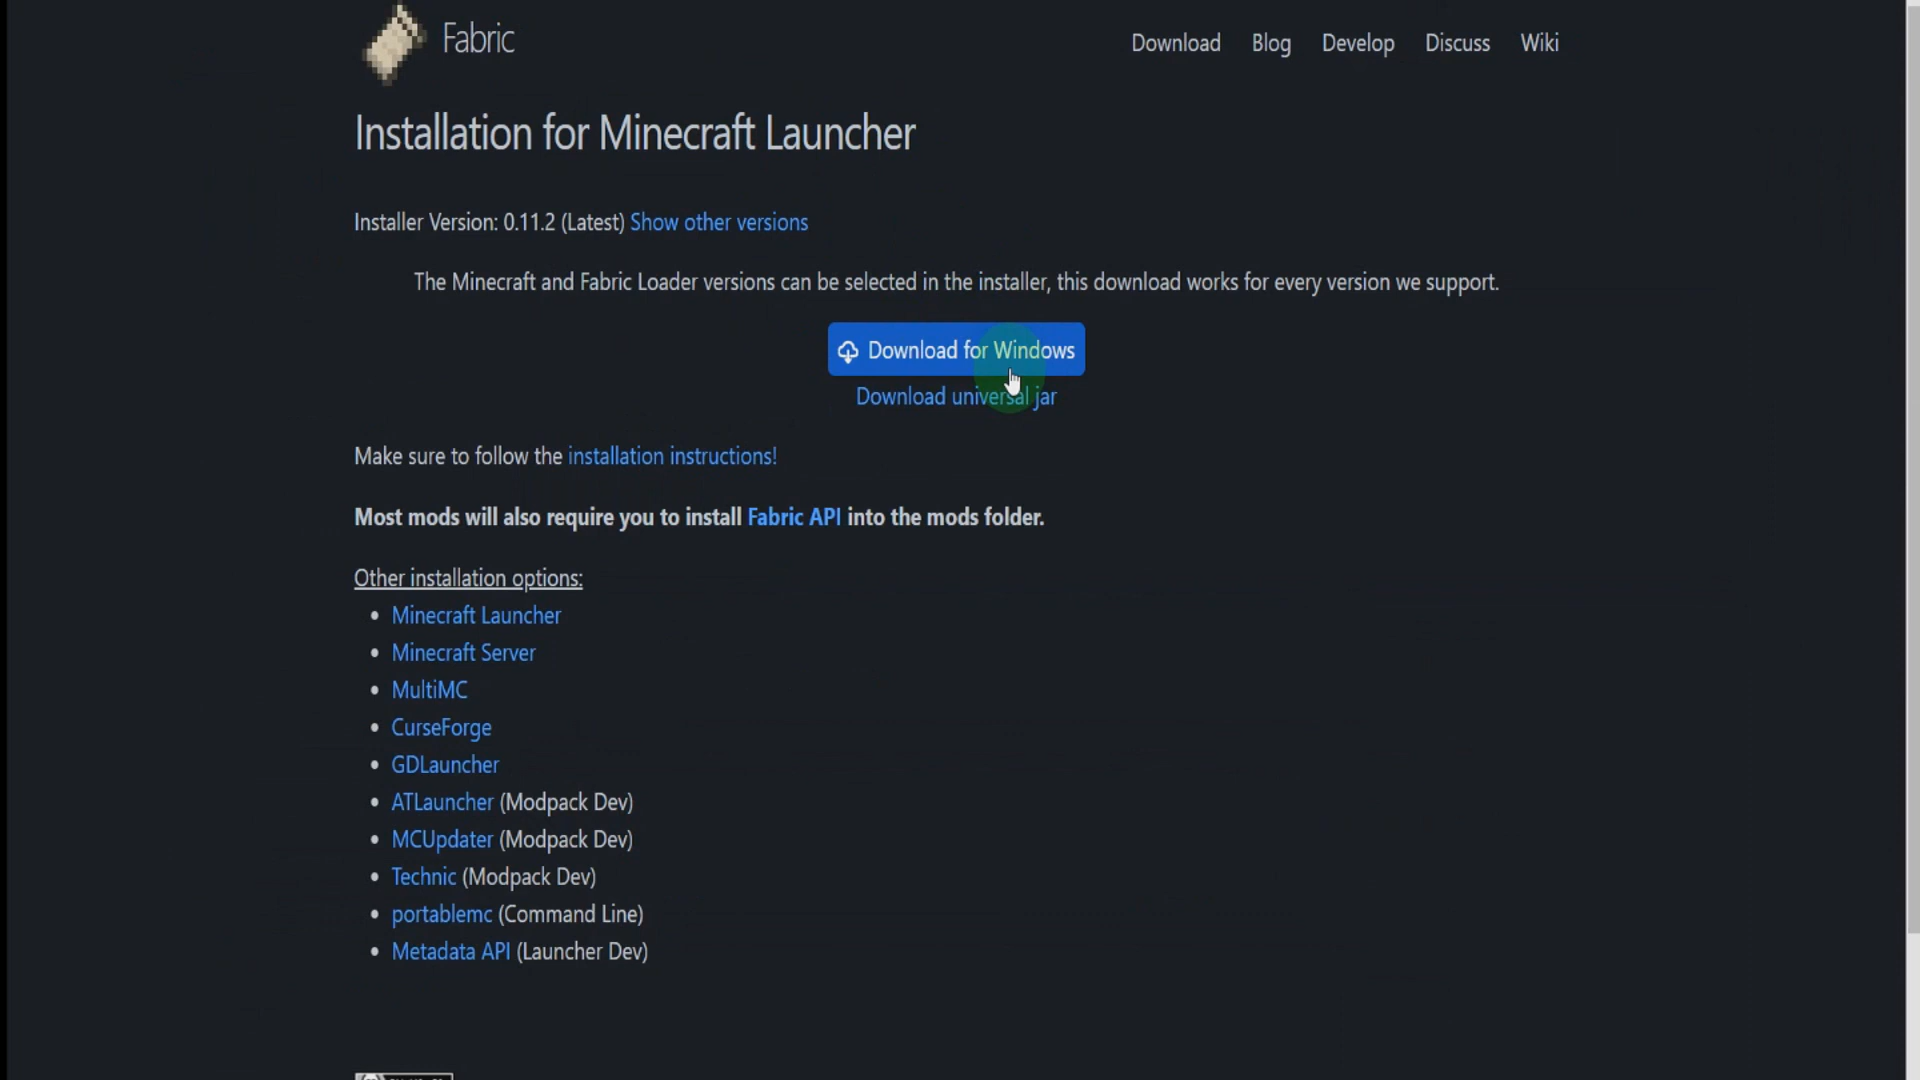 Fabric
Download Blog Develop Discuss Wiki
Installation for Minecraft Launcher
Installer Version: 0.11.2 (Latest) Show other versions
The Minecraft and Fabric Loader versions can be selected in the installer, this download works for every version we support.
Download for Windows
Download universal jar
Make sure to follow the installation instructions!
Most mods will also require you to install Fabric API into the mods folder.
Other installation options:
• Minecraft Launcher
• Minecraft Server
• MultiMC
• CurseForge
• GDLauncher
• ATLauncher (Modpack Dev)
• MCUpdater (Modpack Dev)
• Technic (Modpack Dev)
• portablemc (Command Line)
• Metadata API (Launcher Dev)